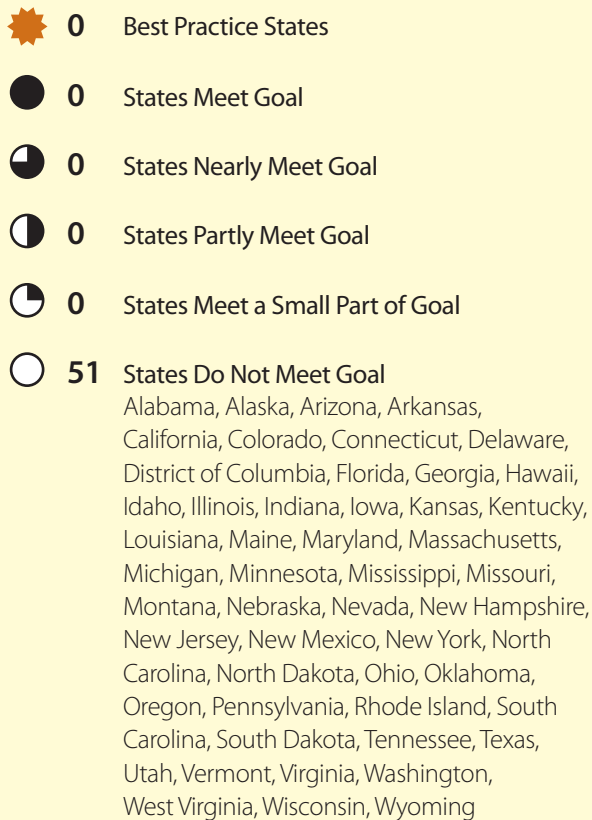 0 Best Practice States
0 States Meet Goal
0 States Nearly Meet Goal
0 States Partly Meet Goal
0 States Meet a Small Part of Goal
51 States Do Not Meet Goal
Alabama, Alaska, Arizona, Arkansas,
California, Colorado, Connecticut, Delaware,
District of Columbia, Florida, Georgia, Hawaii,
Idaho, Illinois, Indiana, Iowa, Kansas, Kentucky,
Louisiana, Maine, Maryland, Massachusetts,
Michigan, Minnesota, Mississippi, Missouri,
Montana, Nebraska, Nevada, New Hampshire,
New Jersey, New Mexico, New York, North
Carolina, North Dakota, Ohio, Oklahoma,
Oregon, Pennsylvania, Rhode Island, South
Carolina, South Dakota, Tennessee, Texas,
Utah, Vermont, Virginia, Washington,
West Virginia, Wisconsin, Wyoming